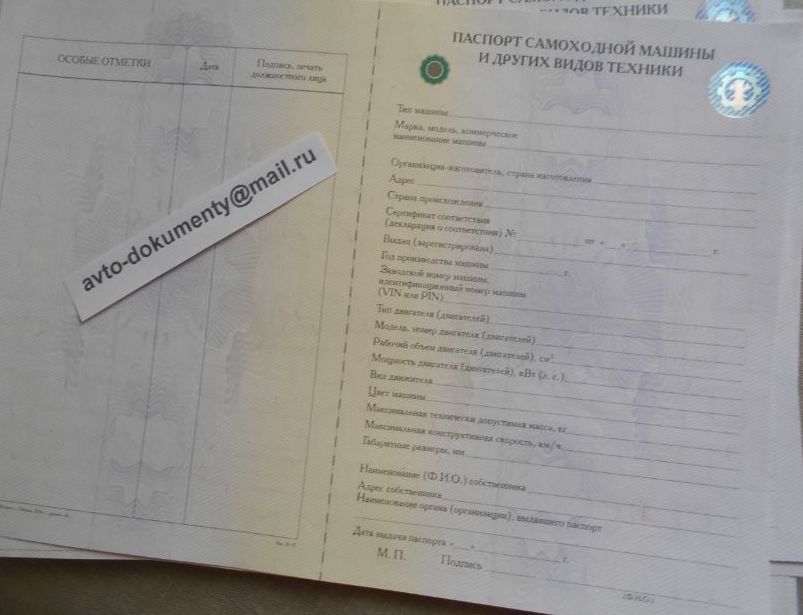 ПАСПОРТ САМОХОДНОЙ
ВИДОВ ТЕХНИКИ
ОСОБЫЕ ОТМЕТКИ
Дата
Подпись, печать
должностного лица
avto-dokumenty@mail.ru
ПАСПОРТ САМОХОДНОЙ МАШИНЫ
И ДРУГИХ ВИДОВ ТЕХНИКИ
Тип машины
Марка, модель, коммерческое
наименование машины
Организация-изготовитель, страна изготовления
Адрес
Страна происхождения
Сертификат соответствия
(декларация о соответствии) № от « » г.
Выдан (зарегистрирован)
Год производства машины г.
Заводской номер машины,
идентификационный номер машины
(VIN или PIN)
Тип двигателя (двигателей)
Модель, номер двигателя (двигателей)
Рабочий объем двигателя (двигателей), см³
Мощность двигателя (двигателей), кВт (л. с.)
Вид движителя
Цвет машины
Максимальная технически допустимая масса, кг
Максимальная конструктивная скорость, км/ч
Габаритные размеры, мм
Наименование (Ф.И.О.) собственника
Адрес собственника
Наименование органа (организации), выдавшего паспорт
Дата выдачи паспорта « » г.
М. П. Подпись
(Ф.И.О.)